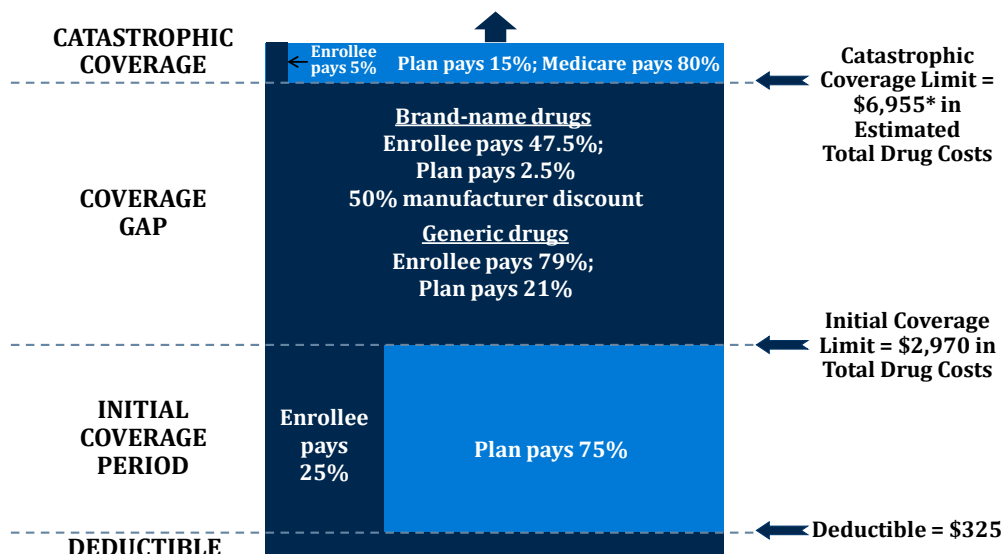 CATASTROPHIC
COVERAGE
Enrollee
pays 5%
Plan pays 15%; Medicare pays 80%
Catastrophic
Coverage Limit =
$6,955* in
Estimated
Total Drug Costs
COVERAGE
GAP
Brand-name drugs
Enrollee pays 47.5%;
Plan pays 2.5%
50% manufacturer discount
Generic drugs
Enrollee pays 79%;
Plan pays 21%
Initial Coverage
Limit = $2,970 in
Total Drug Costs
INITIAL
COVERAGE
PERIOD
Enrollee
pays
25%
Plan pays 75%
Deductible = $325
DEDUCTIBLE